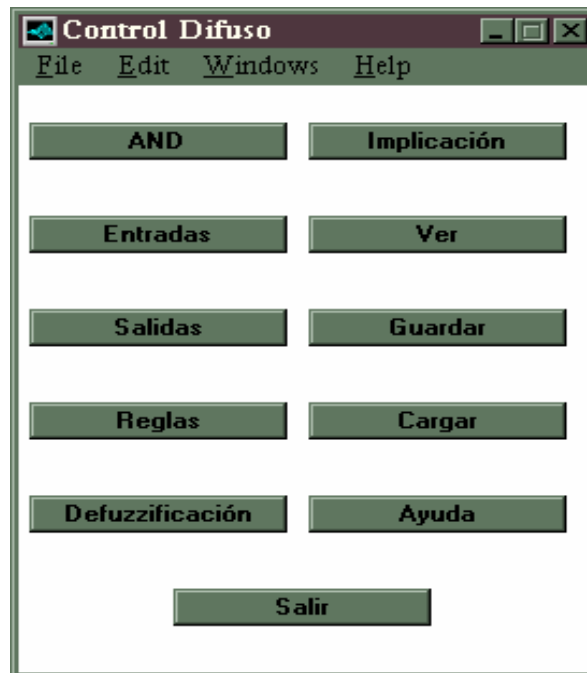 Control Difuso
File Edit Windows Help
AND Implicación
Entradas Ver
Salidas Guardar
Reglas Cargar
Defuzzificación Ayuda
Salir